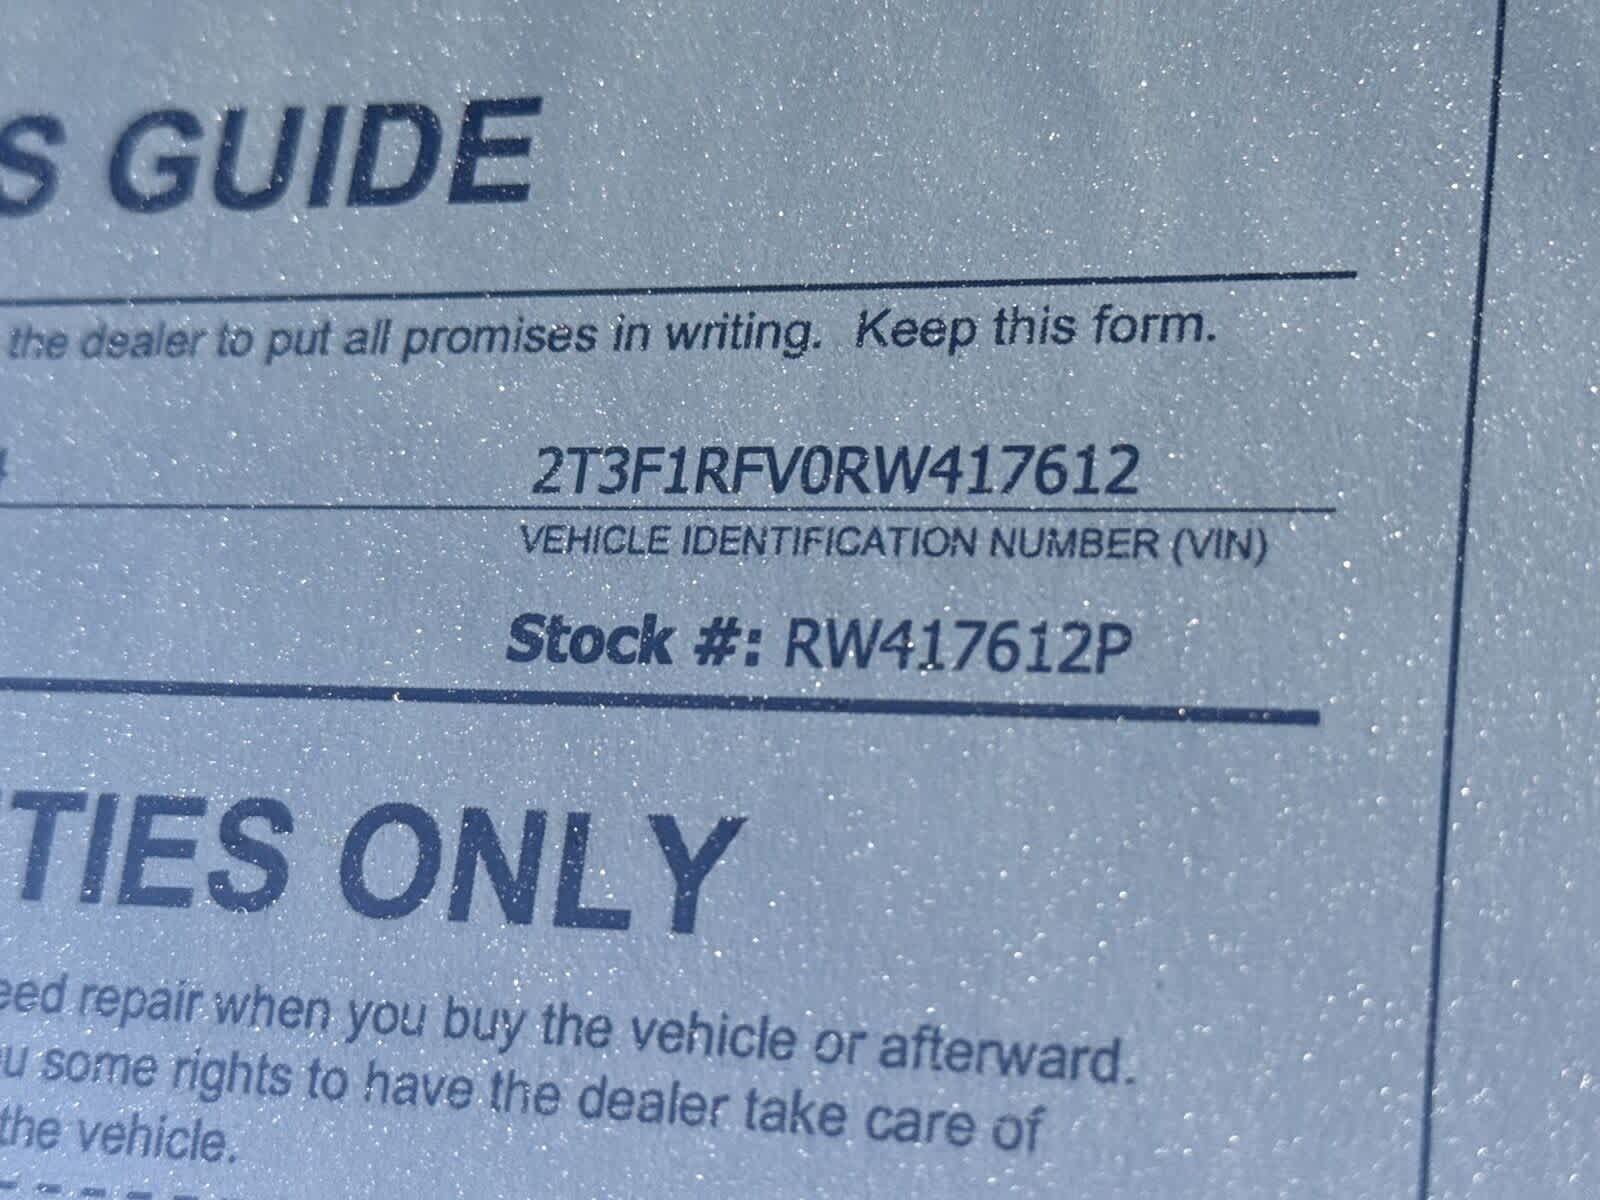 S GUIDE
the dealer to put all promises in writing. Keep this form.
2T3F1RFV0RW417612
VEHICLE IDENTIFICATION NUMBER (VIN)
Stock #: RW417612P
TIES ONLY
eed repair when you buy the vehicle or afterward.
u some rights to have the dealer take care of
the vehicle.